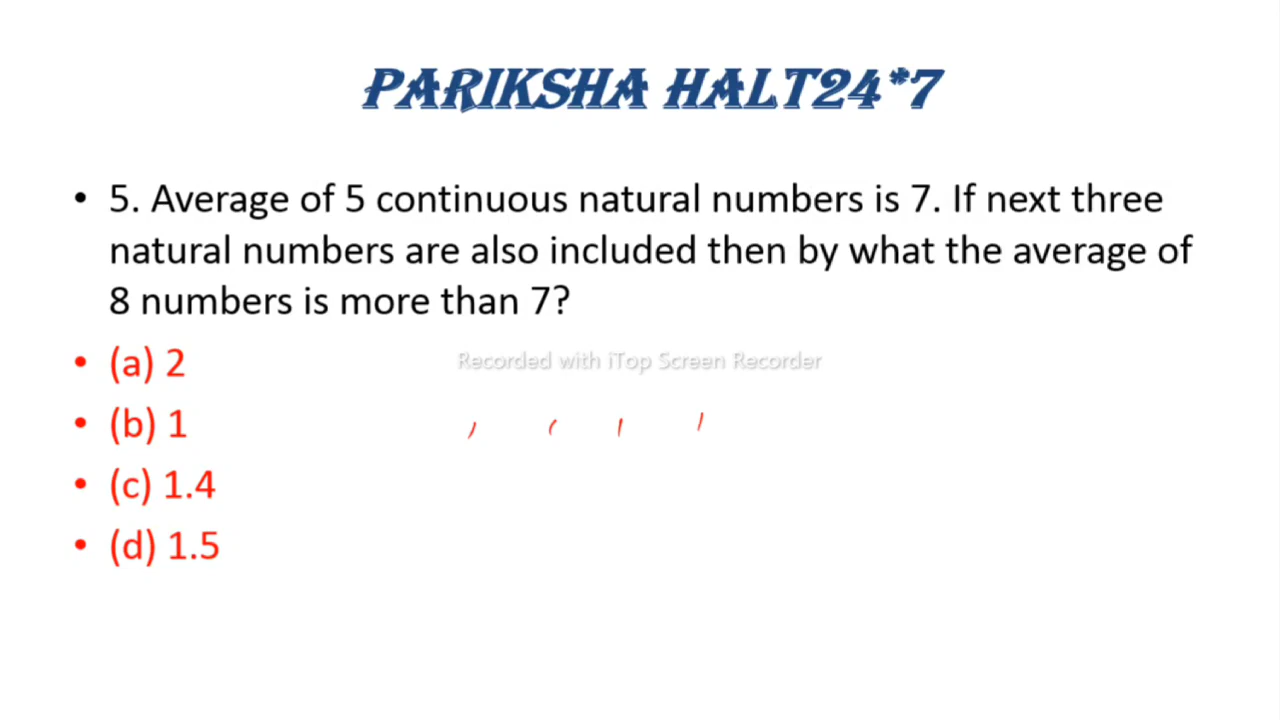 PARIKSHA HALT24*7
• 5. Average of 5 continuous natural numbers is 7. If next three
natural numbers are also included then by what the average of
8 numbers is more than 7?
• (a) 2
Recorded with iTop Screen Recorder
• (b) 1
• (c) 1.4
• (d) 1.5